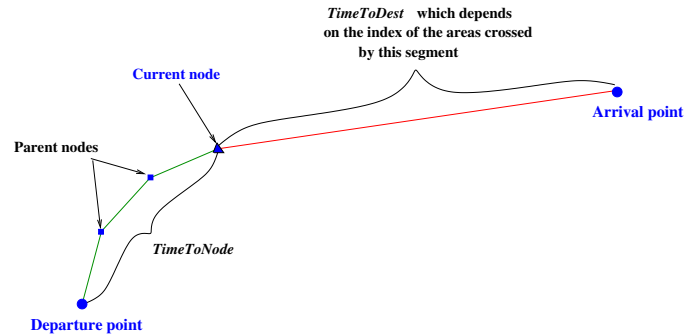 TimeToDest which depends
on the index of the areas crossed
by this segment
Current node
Arrival point
Parent nodes
TimeToNode
Departure point